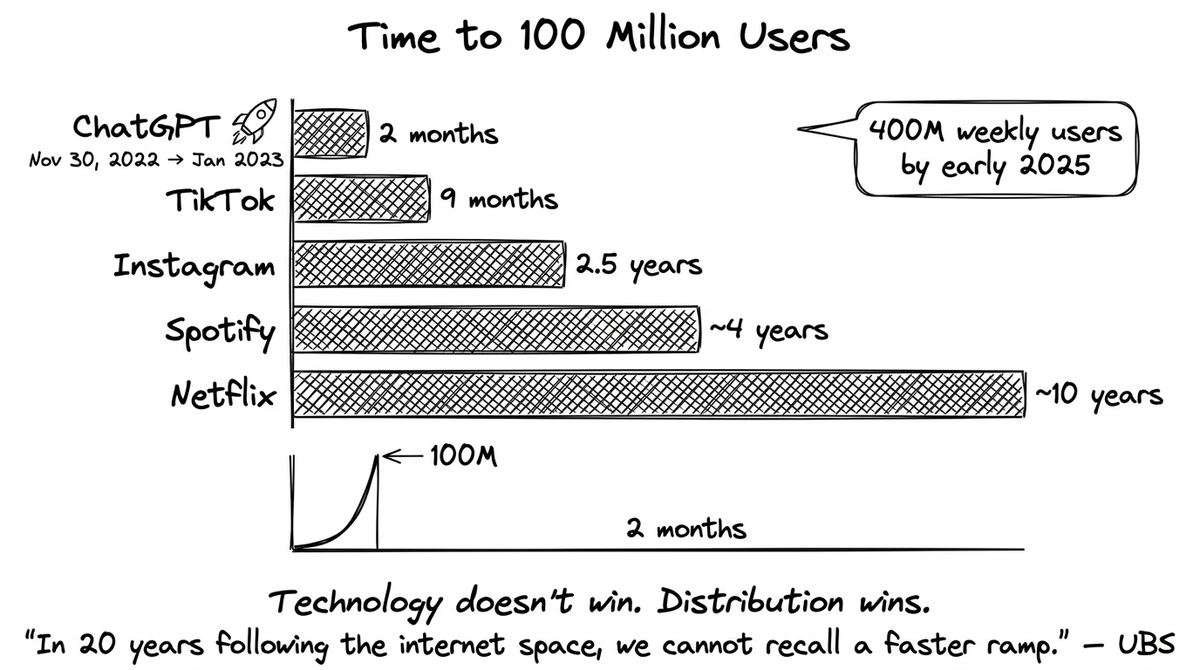 Time to 100 Million Users
ChatGPT
2 months
Nov 30, 2022 → Jan 2023
400M weekly users
by early 2025
TikTok
9 months
Instagram
2.5 years
Spotify
~4 years
Netflix
~10 years
100M
2 months
Technology doesn't win. Distribution wins.
"In 20 years following the internet space, we cannot recall a faster ramp." — UBS